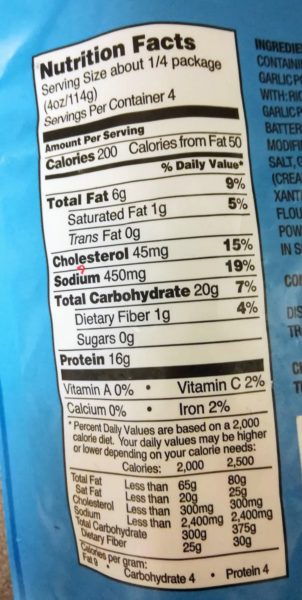 Nutrition Facts
Serving Size about 1/4 package
(4oz/114g)
Servings Per Container 4
Amount Per Serving
Calories 200 Calories from Fat 50
% Daily Value*
Total Fat 6g 9%
Saturated Fat 1g 5%
Trans Fat 0g
Cholesterol 45mg 15%
Sodium 450mg 19%
Total Carbohydrate 20g 7%
Dietary Fiber 1g 4%
Sugars 0g
Protein 16g
Vitamin A 0% • Vitamin C 2%
Calcium 0% • Iron 2%
* Percent Daily Values are based on a 2,000
calorie diet. Your daily values may be higher
or lower depending on your calorie needs:
Calories: 2,000 2,500
Total Fat Less than 65g 80g
Sat Fat Less than 20g 25g
Cholesterol Less than 300mg 300mg
Sodium Less than 2,400mg 2,400mg
Total Carbohydrate 300g 375g
Dietary Fiber 25g 30g
Calories per gram:
Fat 9 • Carbohydrate 4 • Protein 4
INGREDIE
CONTAINI
GARLIC P
WITH: RIC
GARLIC P
BATTER
MODIFI
SALT, G
(CREA
XANT
FLOU
POW
IN S
CO
DIS
TR